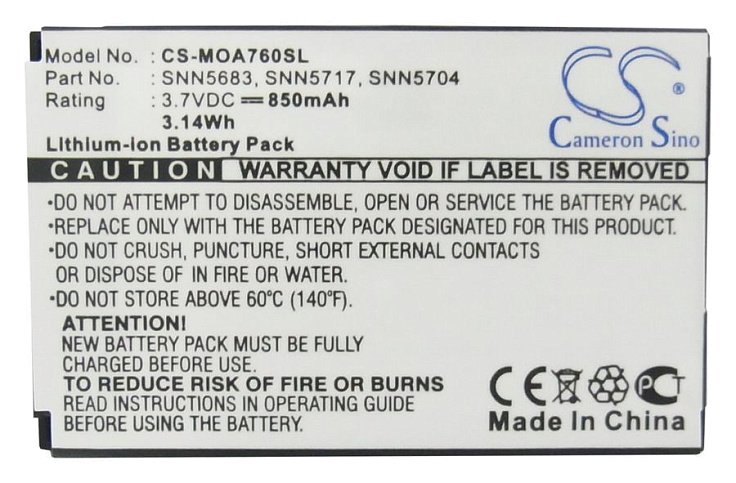 Model No. : CS-MOA760SL
Part No. : SNN5683, SNN5717, SNN5704
Rating : 3.7VDC ⎓ 850mAh
3.14Wh
Lithium-ion Battery Pack
CS ®
Cameron Sino
CAUTION WARRANTY VOID IF LABEL IS REMOVED
•DO NOT ATTEMPT TO DISASSEMBLE, OPEN OR SERVICE THE BATTERY PACK.
•REPLACE ONLY WITH THE BATTERY PACK DESIGNATED FOR THIS PRODUCT.
•DO NOT CRUSH, PUNCTURE, SHORT EXTERNAL CONTACTS
OR DISPOSE OF IN FIRE OR WATER.
•DO NOT STORE ABOVE 60°C (140°F).
ATTENTION!
NEW BATTERY PACK MUST BE FULLY
CHARGED BEFORE USE.
TO REDUCE RISK OF FIRE OR BURNS
READ INSTRUCTIONS IN OPERATING GUIDE
BEFORE USING THE BATTERY.
CE PCT
Made In China